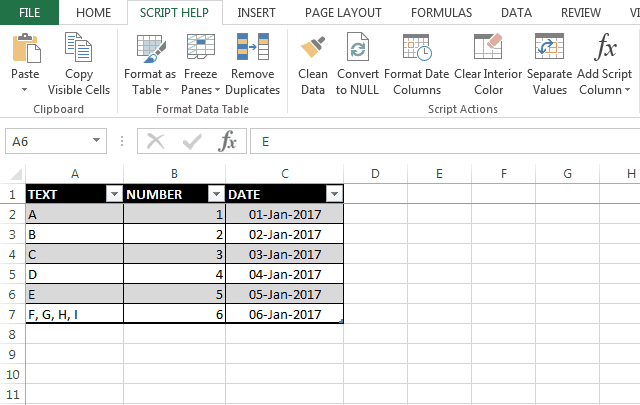 FILE HOME SCRIPT HELP INSERT PAGE LAYOUT FORMULAS DATA REVIEW VI
Paste Copy Format as Freeze Remove Clean Convert Format Date Clear Interior Separate Add Script
Visible Cells Table Panes Duplicates Data to NULL Columns Color Values Column
Clipboard Format Data Table Script Actions
A6 fx E
A B C D E F G H
1 TEXT NUMBER DATE
2 A 1 01-Jan-2017
3 B 2 02-Jan-2017
4 C 3 03-Jan-2017
5 D 4 04-Jan-2017
6 E 5 05-Jan-2017
7 F, G, H, I 6 06-Jan-2017
8
9
10
11